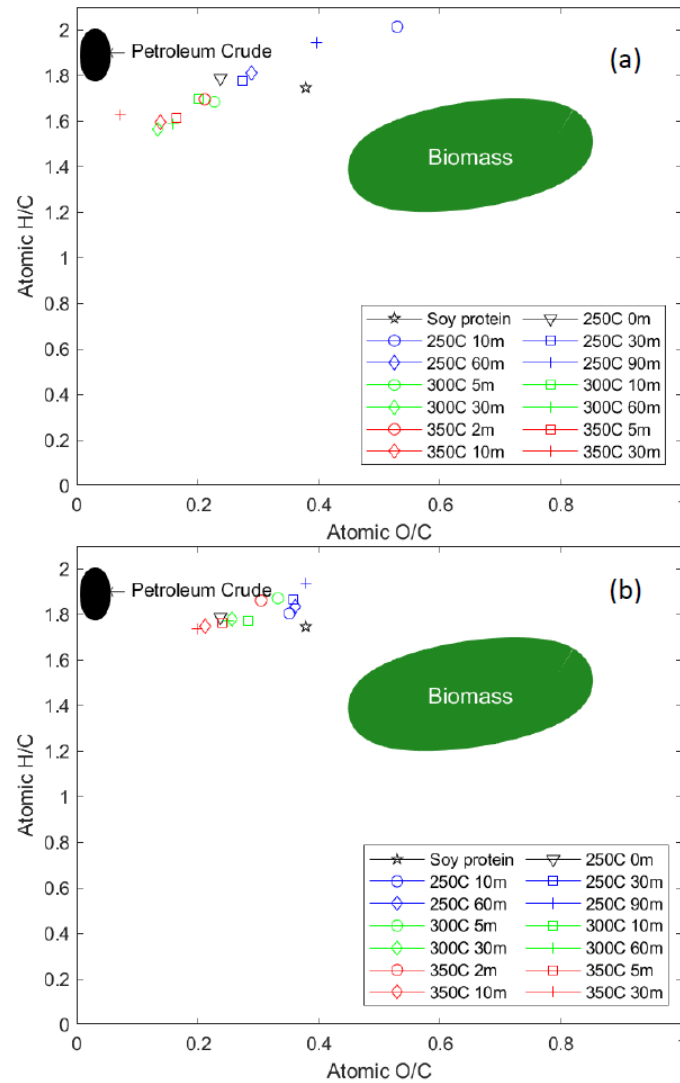 2
1.8
1.6
1.4
1.2
1
0.8
0.6
0.4
0.2
0
Atomic H/C
Petroleum Crude
(a)
Biomass
Soy protein 250C 0m
250C 10m 250C 30m
250C 60m 250C 90m
300C 5m 300C 10m
300C 30m 300C 60m
350C 2m 350C 5m
350C 10m 350C 30m
0 0.2 0.4 0.6 0.8 1
Atomic O/C
2
1.8
1.6
1.4
1.2
1
0.8
0.6
0.4
0.2
0
Atomic H/C
Petroleum Crude
(b)
Biomass
Soy protein 250C 0m
250C 10m 250C 30m
250C 60m 250C 90m
300C 5m 300C 10m
300C 30m 300C 60m
350C 2m 350C 5m
350C 10m 350C 30m
0 0.2 0.4 0.6 0.8 1
Atomic O/C